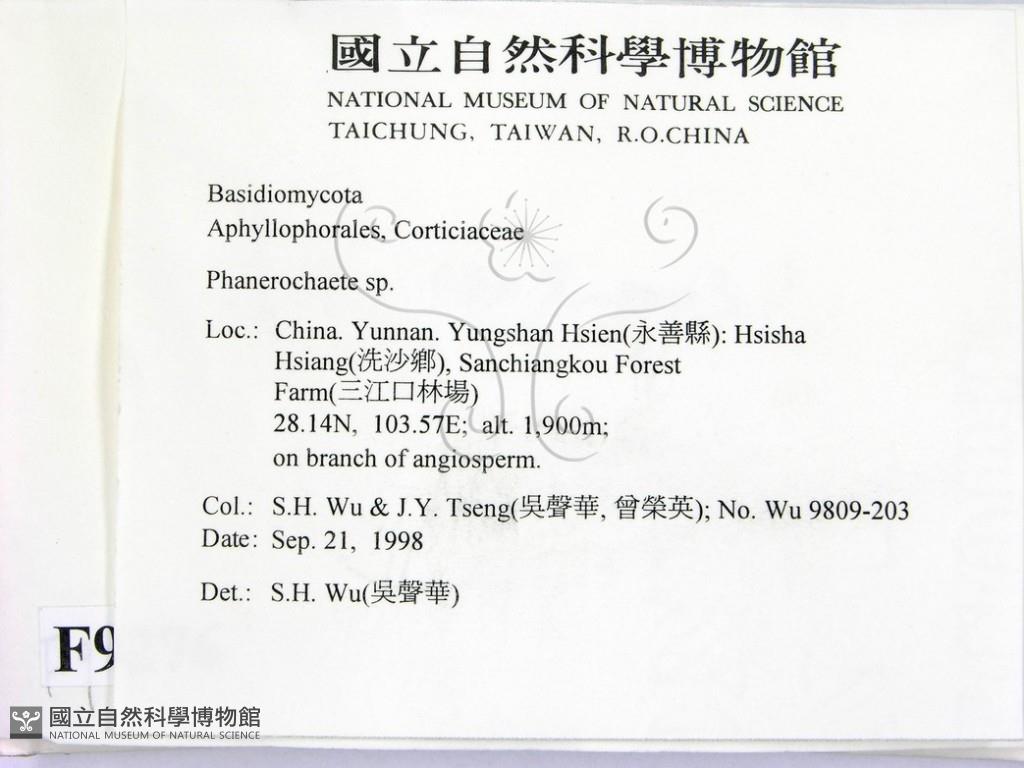 國立自然科學博物館
NATIONAL MUSEUM OF NATURAL SCIENCE
TAICHUNG, TAIWAN, R.O.CHINA
Basidiomycota
Aphyllophorales, Corticiaceae
Phanerochaete sp.
Loc.: China. Yunnan. Yungshan Hsien(永善縣): Hsisha
Hsiang(洗沙鄉), Sanchiangkou Forest
Farm(三江口林場)
28.14N, 103.57E; alt. 1,900m;
on branch of angiosperm.
Col.: S.H. Wu & J.Y. Tseng(吳聲華, 曾榮英); No. Wu 9809-203
Date: Sep. 21, 1998
Det.: S.H. Wu(吳聲華)
F9
國立自然科學博物館
NATIONAL MUSEUM OF NATURAL SCIENCE